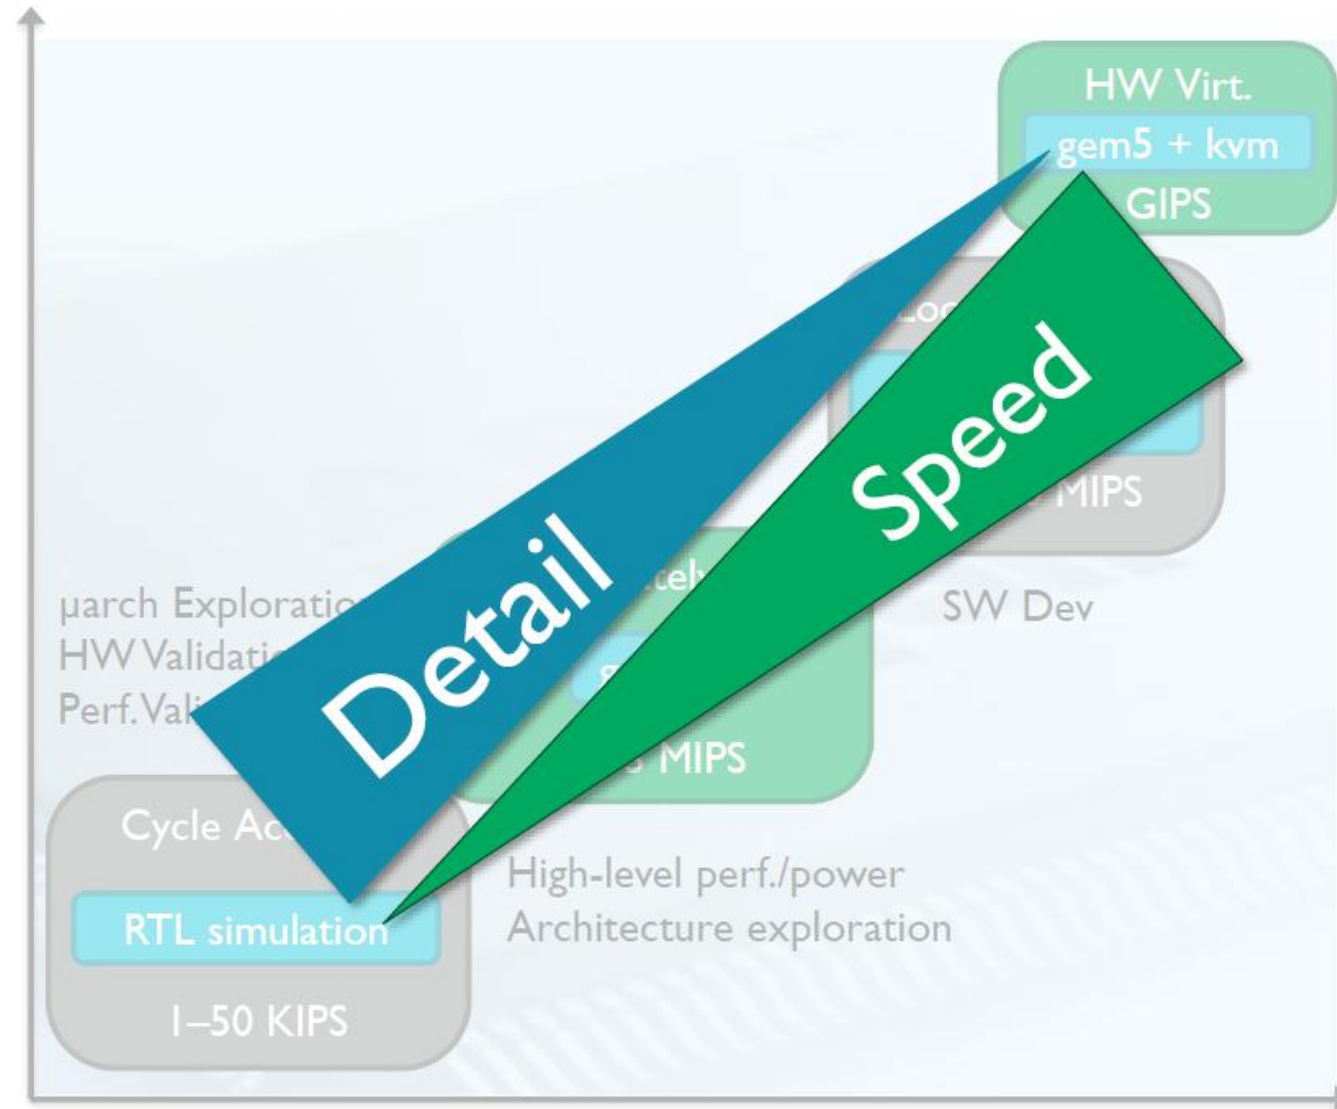 HW Virt.
gem5 + kvm
GIPS
Speed
MIPS
SW Dev
Detail
µarch Exploratio
HW Validati
Perf. Vali
MIPS
Cycle Ac
RTL simulation
1–50 KIPS
High-level perf./power
Architecture exploration